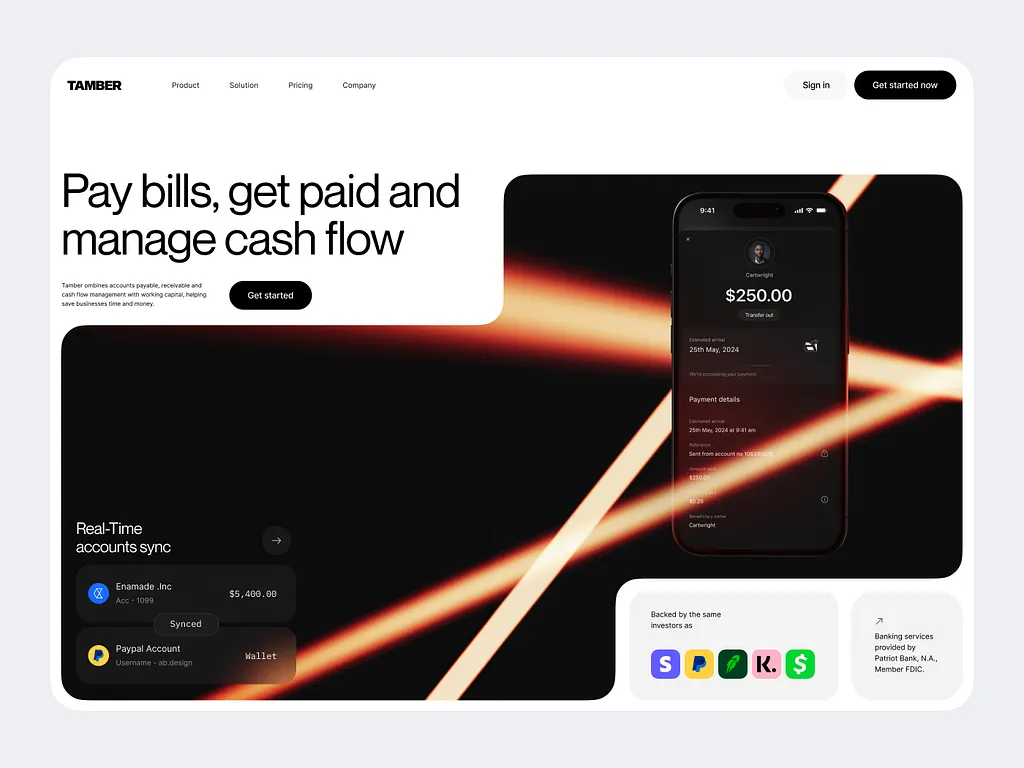 TAMBER
Product
Solution
Pricing
Company
Sign in
Get started now
Pay bills, get paid and
manage cash flow
Tamber ombines accounts payable, receivable and
cash flow management with working capital, helping
save businesses time and money.
Get started
9:41
Cartwright
$250.00
Transfer out
Estimated arrival
25th May, 2024
We're processing your payment
Payment details
Estimated arrival
25th May, 2024 at 9:41 am
Reference
Sent from account no
Amount
$250.00
$0.25
Beneficiary name
Cartwright
Real-Time
accounts sync
Enamade .Inc
Acc - 1099
$5,400.00
Synced
Paypal Account
Username - ab.design
Wallet
Backed by the same
investors as
S
K.
$
Banking services
provided by
Patriot Bank, N.A.,
Member FDIC.